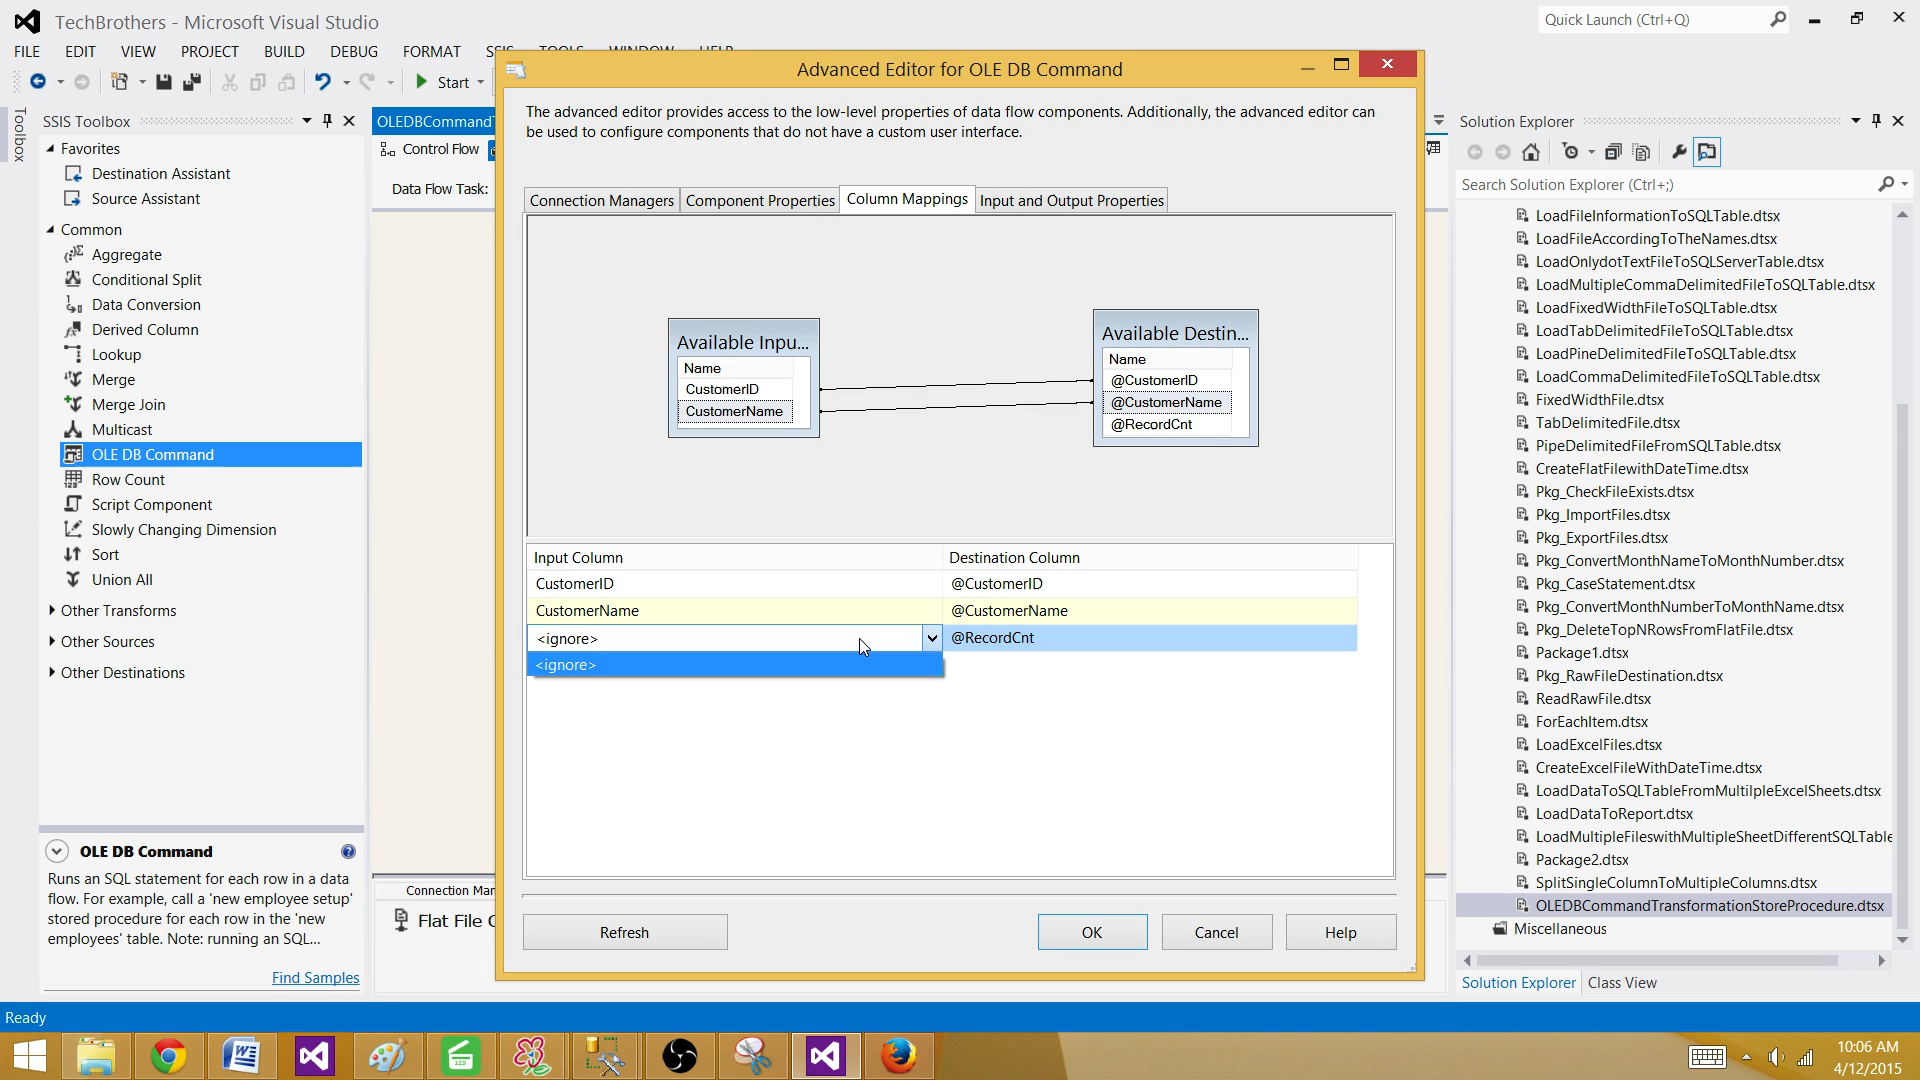 TechBrothers - Microsoft Visual Studio
Quick Launch (Ctrl+Q)
FILE EDIT VIEW PROJECT BUILD DEBUG FORMAT SSIS TOOLS WINDOW HELP
Start
Toolbox
SSIS Toolbox
Favorites
Destination Assistant
Source Assistant
Common
Aggregate
Conditional Split
Data Conversion
Derived Column
Lookup
Merge
Merge Join
Multicast
OLE DB Command
Row Count
Script Component
Slowly Changing Dimension
Sort
Union All
Other Transforms
Other Sources
Other Destinations
OLE DB Command
Runs an SQL statement for each row in a data
flow. For example, call a 'new employee setup'
stored procedure for each row in the 'new
employees' table. Note: running an SQL...
Find Samples
OLEDBCommandT
Control Flow
Data Flow Task:
Connection Man
Flat File C
Advanced Editor for OLE DB Command
The advanced editor provides access to the low-level properties of data flow components. Additionally, the advanced editor can
be used to configure components that do not have a custom user interface.
Connection Managers Component Properties Column Mappings Input and Output Properties
Available Inpu...
Name
CustomerID
CustomerName
Available Destin...
Name
@CustomerID
@CustomerName
@RecordCnt
Input Column Destination Column
CustomerID @CustomerID
CustomerName @CustomerName
<ignore> @RecordCnt
<ignore>
Refresh OK Cancel Help
Solution Explorer
Search Solution Explorer (Ctrl+;)
LoadFileInformationToSQLTable.dtsx
LoadFileAccordingToTheNames.dtsx
LoadOnlydotTextFileToSQLServerTable.dtsx
LoadMultipleCommaDelimitedFileToSQLTable.dtsx
LoadFixedWidthFileToSQLTable.dtsx
LoadTabDelimitedFileToSQLTable.dtsx
LoadPineDelimitedFileToSQLTable.dtsx
LoadCommaDelimitedFileToSQLTable.dtsx
FixedWidthFile.dtsx
TabDelimitedFile.dtsx
PipeDelimitedFileFromSQLTable.dtsx
CreateFlatFilewithDateTime.dtsx
Pkg_CheckFileExists.dtsx
Pkg_ImportFiles.dtsx
Pkg_ExportFiles.dtsx
Pkg_ConvertMonthNameToMonthNumber.dtsx
Pkg_CaseStatement.dtsx
Pkg_ConvertMonthNumberToMonthName.dtsx
Pkg_DeleteTopNRowsFromFlatFile.dtsx
Package1.dtsx
Pkg_RawFileDestination.dtsx
ReadRawFile.dtsx
ForEachItem.dtsx
LoadExcelFiles.dtsx
CreateExcelFileWithDateTime.dtsx
LoadDataToSQLTableFromMultilpleExcelSheets.dtsx
LoadDataToReport.dtsx
LoadMultipleFileswithMultipleSheetDifferentSQLTable
Package2.dtsx
SplitSingleColumnToMultipleColumns.dtsx
OLEDBCommandTransformationStoreProcedure.dtsx
Miscellaneous
Solution Explorer Class View
Ready
10:06 AM
4/12/2015